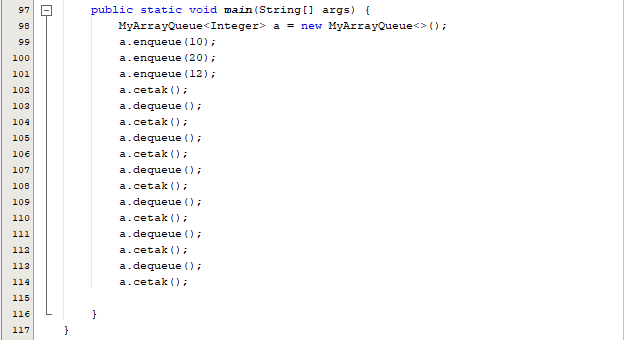 97 public static void main(String[] args) {
98 MyArrayQueue<Integer> a = new MyArrayQueue<>();
99 a.enqueue(10);
100 a.enqueue(20);
101 a.enqueue(12);
102 a.cetak();
103 a.dequeue();
104 a.cetak();
105 a.dequeue();
106 a.cetak();
107 a.dequeue();
108 a.cetak();
109 a.dequeue();
110 a.cetak();
111 a.dequeue();
112 a.cetak();
113 a.dequeue();
114 a.cetak();
115
116 }
117 }